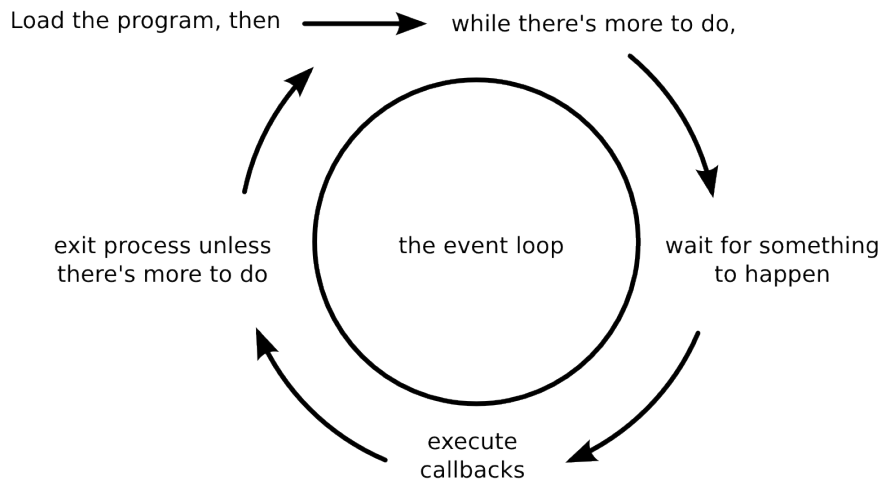 Load the program, then
while there's more to do,
wait for something
to happen
execute
callbacks
exit process unless
there's more to do
the event loop